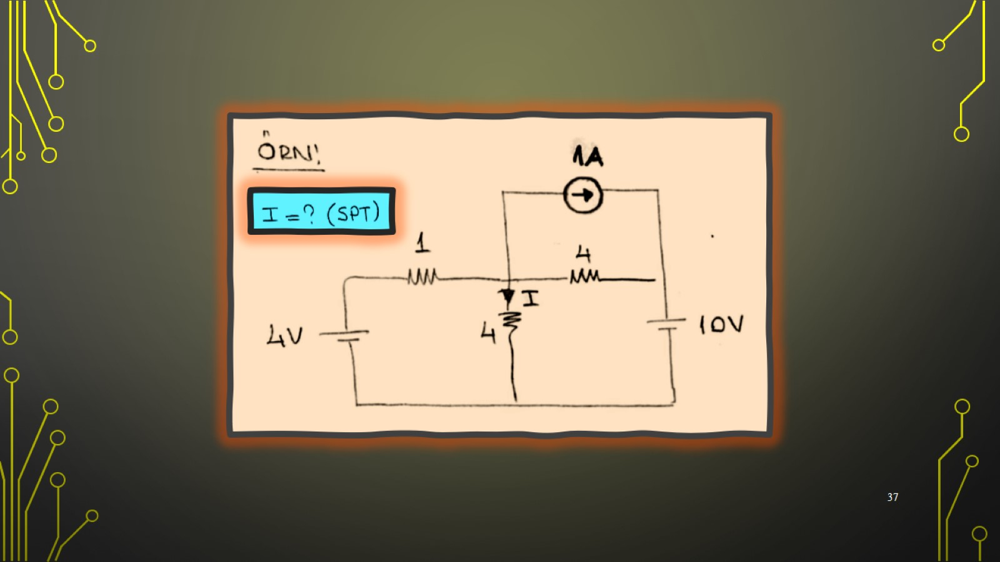 ÖRN!
1A
I = ? (SPT)
1
4
I
4V
4
10V
37